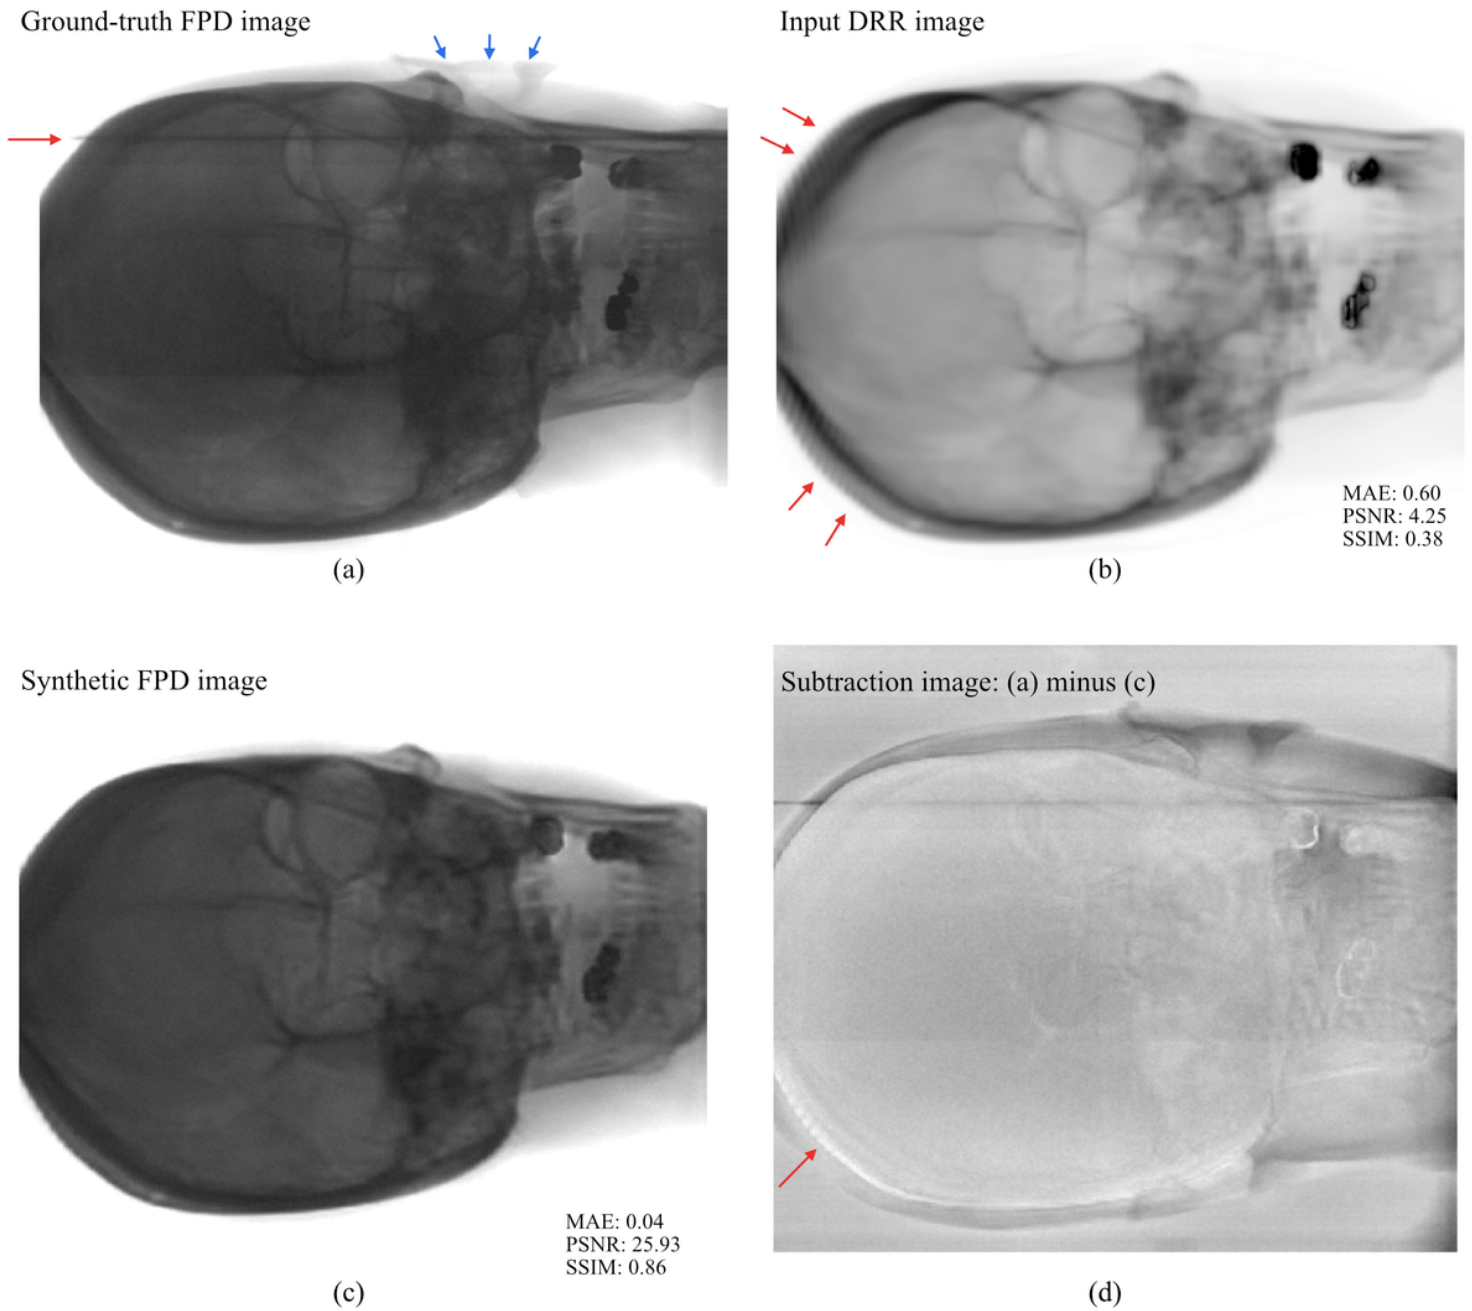 Ground-truth FPD image
Input DRR image
MAE: 0.60
PSNR: 4.25
SSIM: 0.38
(a)
(b)
Synthetic FPD image
Subtraction image: (a) minus (c)
MAE: 0.04
PSNR: 25.93
SSIM: 0.86
(c)
(d)